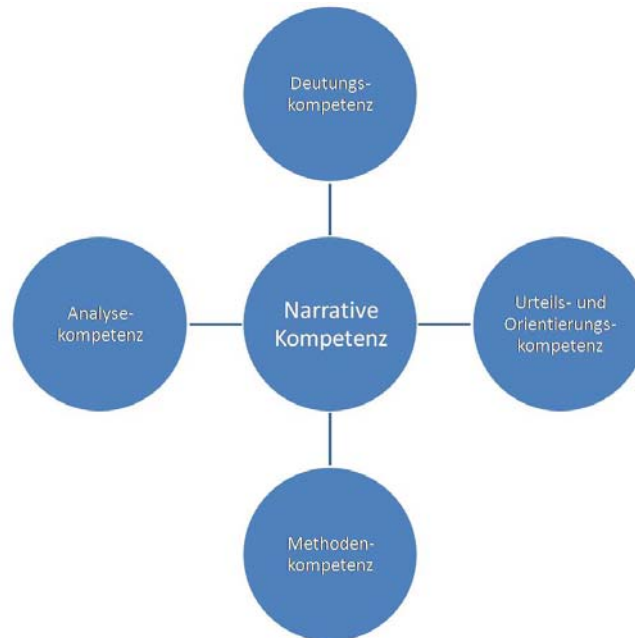 Deutungs-
kompetenz
Analyse-
kompetenz
Narrative
Kompetenz
Urteils- und
Orientierungs-
kompetenz
Methoden-
kompetenz